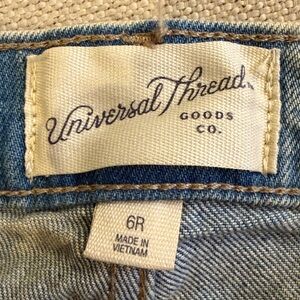 Universal Thread
GOODS
CO.
6R
MADE IN
VIETNAM